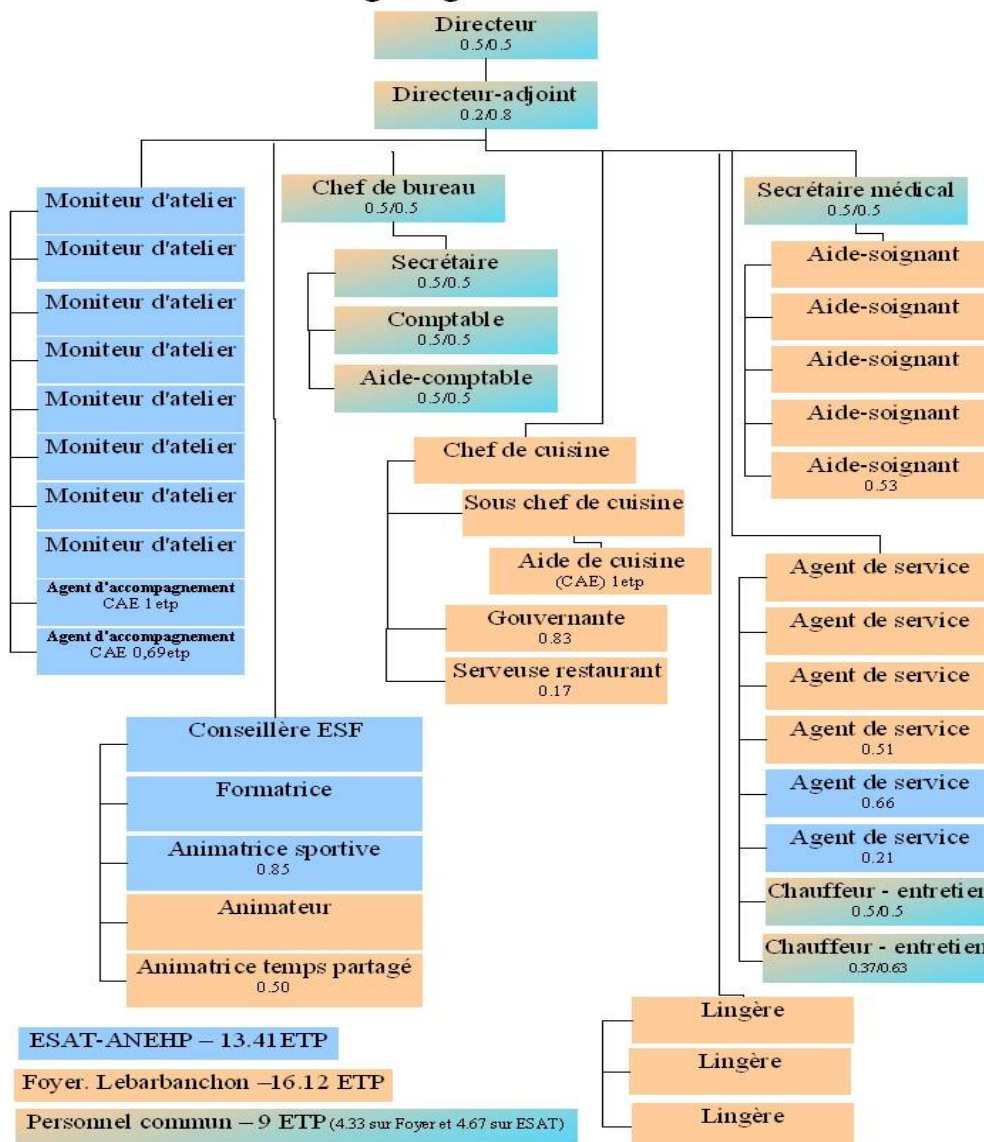 Directeur
0.5/0.5
Directeur-adjoint
0.2/0.8
Moniteur d'atelier
Moniteur d'atelier
Moniteur d'atelier
Moniteur d'atelier
Moniteur d'atelier
Moniteur d'atelier
Moniteur d'atelier
Moniteur d'atelier
Agent d'accompagnement
CAE 1etp
Agent d'accompagnement
CAE 0,69etp
Chef de bureau
0.5/0.5
Secrétaire
0.5/0.5
Comptable
0.5/0.5
Aide-comptable
0.5/0.5
Chef de cuisine
Sous chef de cuisine
Aide de cuisine
(CAE) 1etp
Gouvernante
0.83
Serveuse restaurant
0.17
Secrétaire médical
0.5/0.5
Aide-soignant
Aide-soignant
Aide-soignant
Aide-soignant
Aide-soignant
0.53
Agent de service
Agent de service
Agent de service
Agent de service
0.51
Agent de service
0.66
Agent de service
0.21
Chauffeur - entretien
0.5/0.5
Chauffeur - entretien
0.37/0.63
Conseillère ESF
Formatrice
Animatrice sportive
0.85
Animateur
Animatrice temps partagé
0.50
Lingère
Lingère
Lingère
ESAT-ANEHP – 13.41ETP
Foyer. Lebarbanchon –16.12 ETP
Personnel commun – 9 ETP (4.33 sur Foyer et 4.67 sur ESAT)